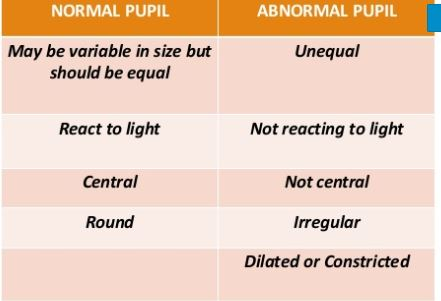 NORMAL PUPIL ABNORMAL PUPIL
May be variable in size but Unequal
should be equal
React to light Not reacting to light
Central Not central
Round Irregular
Dilated or Constricted